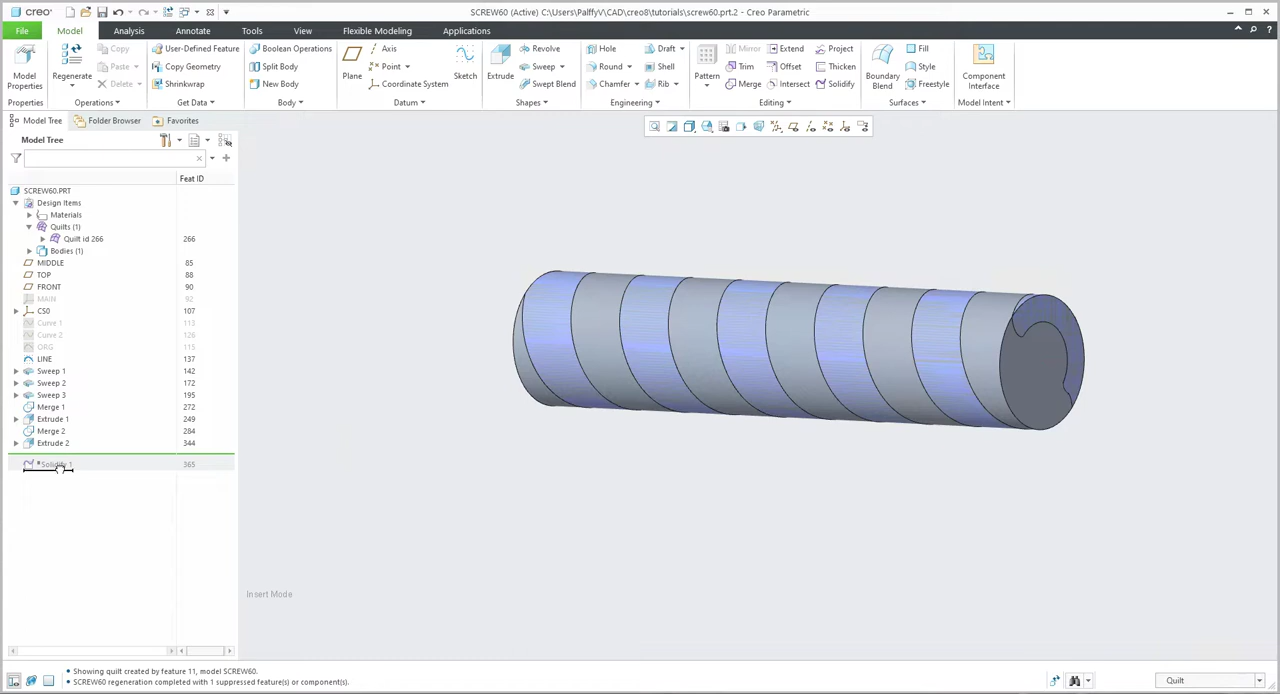 creo° SCREW60 (Active) C:\Users\PalffyV\CAD\creo8\tutorials\screw60.prt.2 - Creo Parametric
File Model Analysis Annotate Tools View Flexible Modeling Applications
Copy User-Defined Feature Boolean Operations Axis Revolve Hole Draft Mirror Extend Project Fill
Paste Copy Geometry Split Body Point Sweep Round Shell Trim Offset Thicken Style
Model Properties Regenerate Delete Shrinkwrap New Body Plane Coordinate System Sketch Extrude Swept Blend Chamfer Rib Pattern Merge Intersect Solidify Boundary Blend Freestyle Component Interface
Properties Operations Get Data Body Datum Shapes Engineering Editing Surfaces Model Intent
Model Tree Folder Browser Favorites
Model Tree
Feat ID
SCREW60.PRT
Design Items
Materials
Quilts (1)
Quilt id 266 266
Bodies (1)
MIDDLE 85
TOP 88
FRONT 90
MAIN 92
CS0 107
Curve 1 113
Curve 2 126
ORG 115
LINE 137
Sweep 1 142
Sweep 2 172
Sweep 3 195
Merge 1 272
Extrude 1 249
Merge 2 284
Extrude 2 344
Solidify 1 365
Insert Mode
• Showing quilt created by feature 11, model SCREW60.
• SCREW60 regeneration completed with 1 suppressed feature(s) or component(s).
Quilt